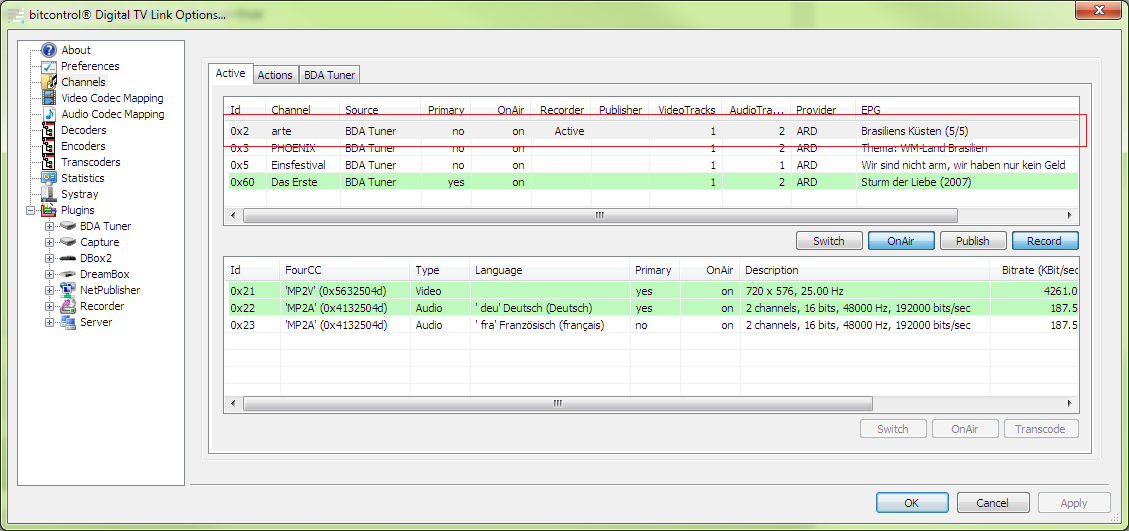 bitcontrol® Digital TV Link Options...
About
Preferences
Channels
Video Codec Mapping
Audio Codec Mapping
Decoders
Encoders
Transcoders
Statistics
Systray
Plugins
BDA Tuner
Capture
DBox2
DreamBox
NetPublisher
Recorder
Server
Active Actions BDA Tuner
Id Channel Source Primary OnAir Recorder Publisher VideoTracks AudioTra... Provider EPG
0x2 arte BDA Tuner no on Active 1 2 ARD Brasiliens Küsten (5/5)
0x3 PHOENIX BDA Tuner no on 1 2 ARD Thema: WM-Land Brasilien
0x5 Einsfestival BDA Tuner no on 1 1 ARD Wir sind nicht arm, wir haben nur kein Geld
0x60 Das Erste BDA Tuner yes on 1 2 ARD Sturm der Liebe (2007)
Switch OnAir Publish Record
Id FourCC Type Language Primary OnAir Description Bitrate (KBit/sec
0x21 'MP2V' (0x5632504d) Video yes on 720 x 576, 25.00 Hz 4261.0
0x22 'MP2A' (0x4132504d) Audio ' deu' Deutsch (Deutsch) yes on 2 channels, 16 bits, 48000 Hz, 192000 bits/sec 187.5
0x23 'MP2A' (0x4132504d) Audio ' fra' Französisch (français) no on 2 channels, 16 bits, 48000 Hz, 192000 bits/sec 187.5
Switch OnAir Transcode
OK Cancel Apply